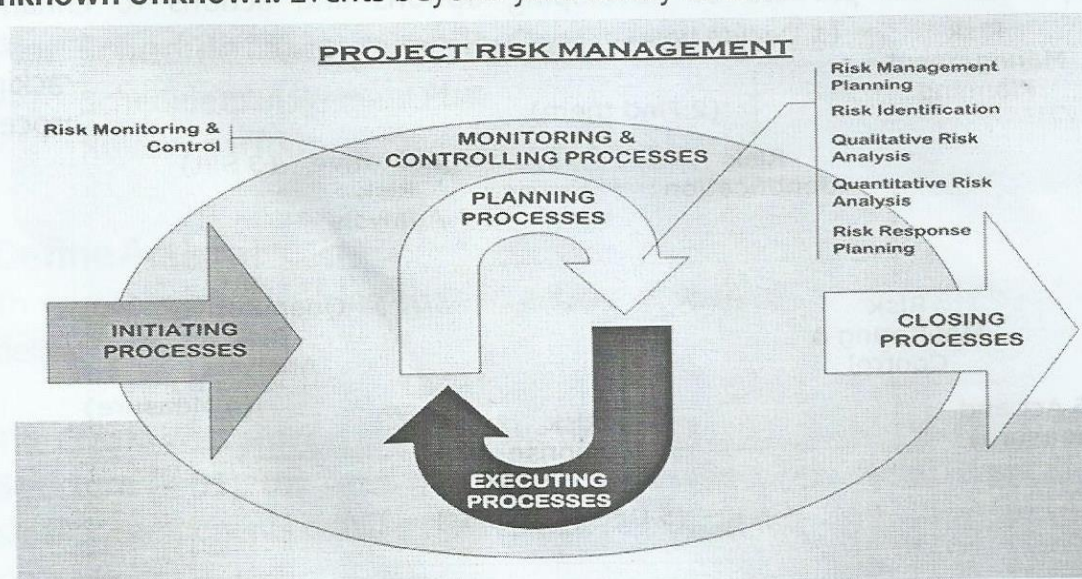 PROJECT RISK MANAGEMENT
Risk Management
Planning
Risk Identification
Qualitative Risk
Analysis
Quantitative Risk
Analysis
Risk Response
Planning
Risk Monitoring &
Control
MONITORING &
CONTROLLING PROCESSES
PLANNING
PROCESSES
INITIATING
PROCESSES
CLOSING
PROCESSES
EXECUTING
PROCESSES